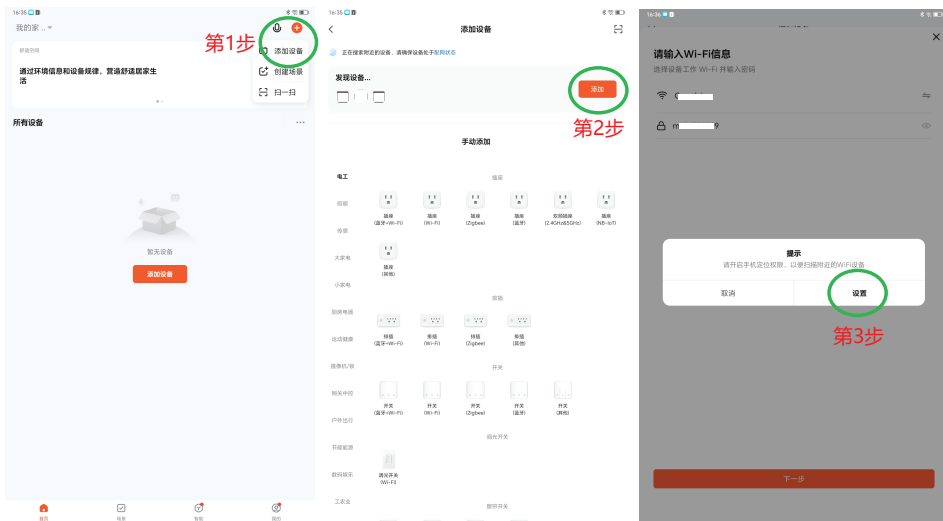 16:35
我的家 ..
舒适空间
通过环境信息和设备规律，营造舒适居家生
活
第1步
添加设备
创建场景
扫一扫
所有设备
...
暂无设备
添加设备
首页
场景
智能
我的
16:35
添加设备
正在搜索附近的设备，请确保设备处于配网状态
发现设备...
添加
第2步
手动添加
电工
照明
传感
大家电
小家电
厨房电器
运动健康
摄像机/锁
网关中控
户外出行
节能能源
数码娱乐
工农业
插座
插座
(蓝牙+Wi-Fi)
插座
(Wi-Fi)
插座
(Zigbee)
插座
(蓝牙)
双频插座
(2.4GHz&5GHz)
插座
(NB-IoT)
插座
(其他)
排插
排插
(蓝牙+Wi-Fi)
排插
(Wi-Fi)
排插
(Zigbee)
排插
(其他)
开关
开关
(蓝牙+Wi-Fi)
开关
(Wi-Fi)
开关
(Zigbee)
开关
(蓝牙)
开关
(其他)
调光开关
调光开关
(Wi-Fi)
窗帘开关
16:36
请输入Wi-Fi信息
选择设备工作 Wi-Fi 并输入密码
m 9
提示
请开启手机定位权限，以便扫描附近的WiFi设备
取消
设置
第3步
下一步